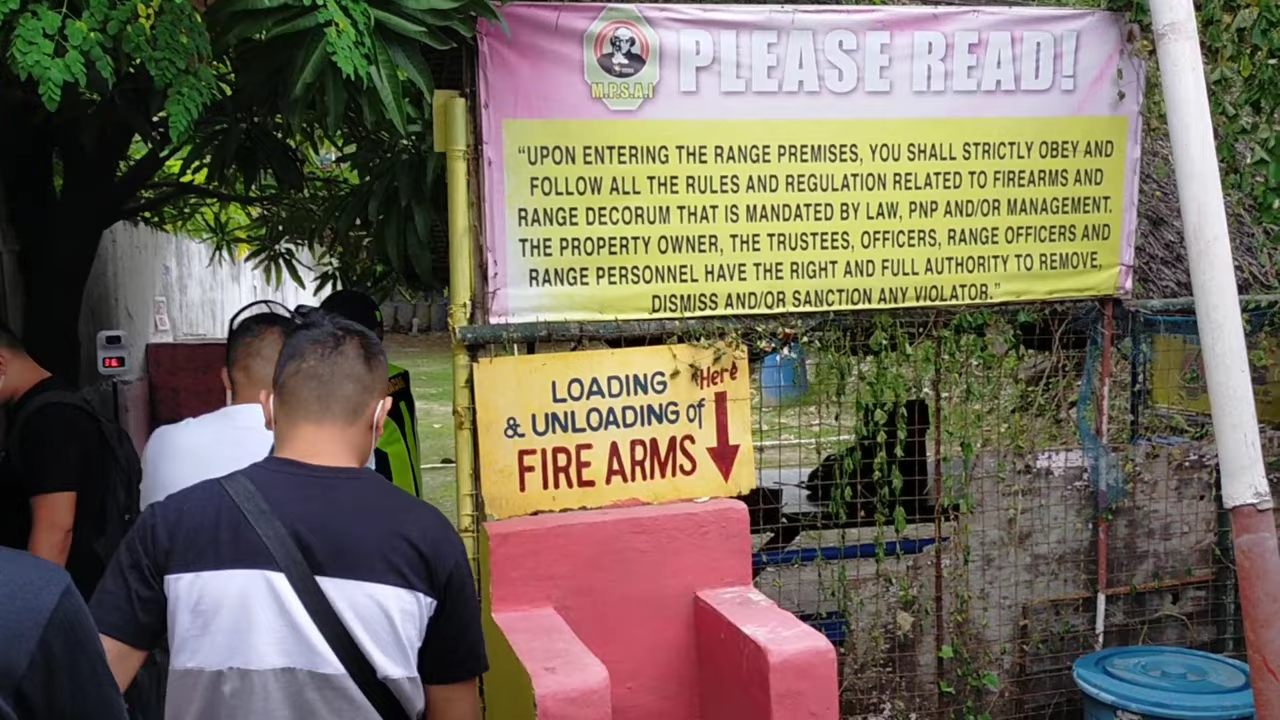 M.P.S.A.I
PLEASE READ!
“UPON ENTERING THE RANGE PREMISES, YOU SHALL STRICTLY OBEY AND
FOLLOW ALL THE RULES AND REGULATION RELATED TO FIREARMS AND
RANGE DECORUM THAT IS MANDATED BY LAW, PNP AND/OR MANAGEMENT.
THE PROPERTY OWNER, THE TRUSTEES, OFFICERS, RANGE OFFICERS AND
RANGE PERSONNEL HAVE THE RIGHT AND FULL AUTHORITY TO REMOVE,
DISMISS AND/OR SANCTION ANY VIOLATOR.”
LOADING Here
& UNLOADING of
FIRE ARMS